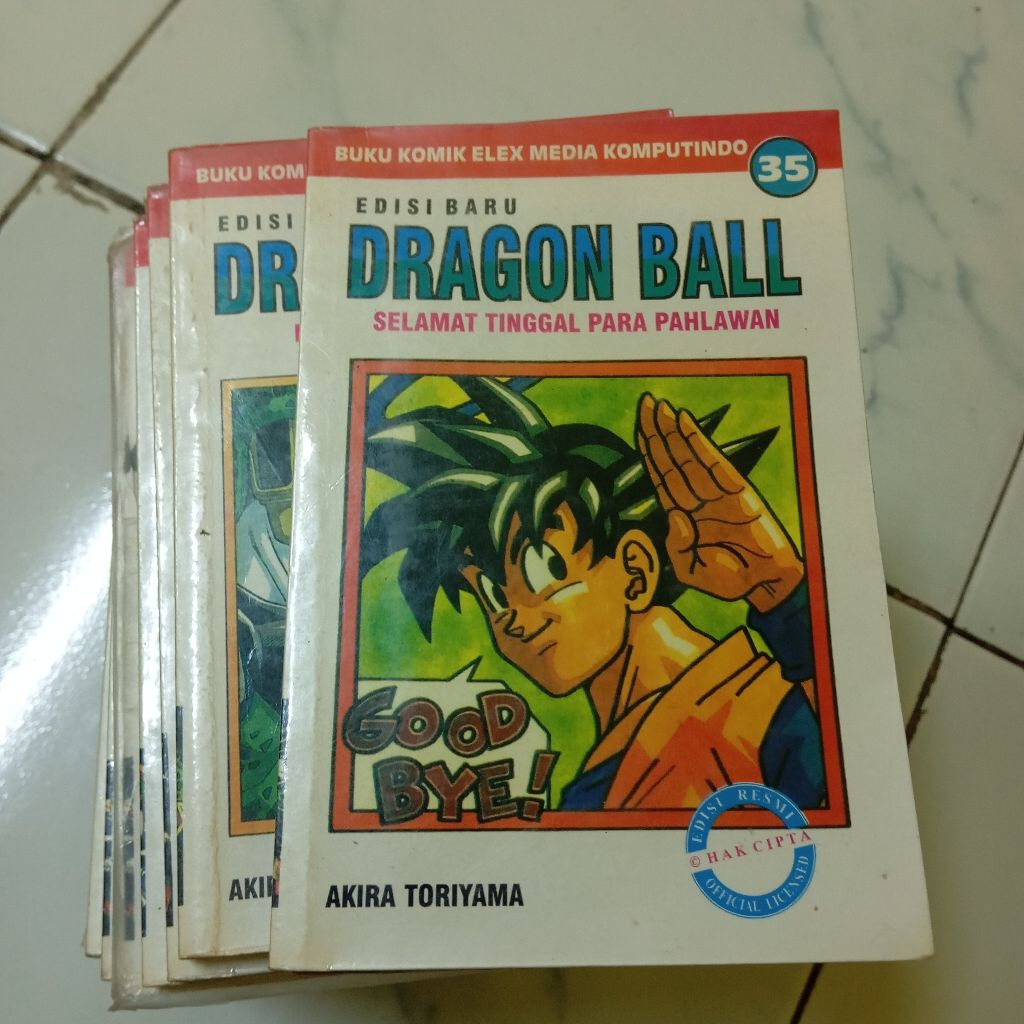 BUKU KOMIK ELEX MEDIA KOMPUTINDO
35
EDISI BARU
DRAGON BALL
SELAMAT TINGGAL PARA PAHLAWAN
GOOD
BYE!
AKIRA TORIYAMA
EDISI RESMI
© HAK CIPTA
OFFICIAL LICENSED
BUKU KOM
EDISI
DR
AKI